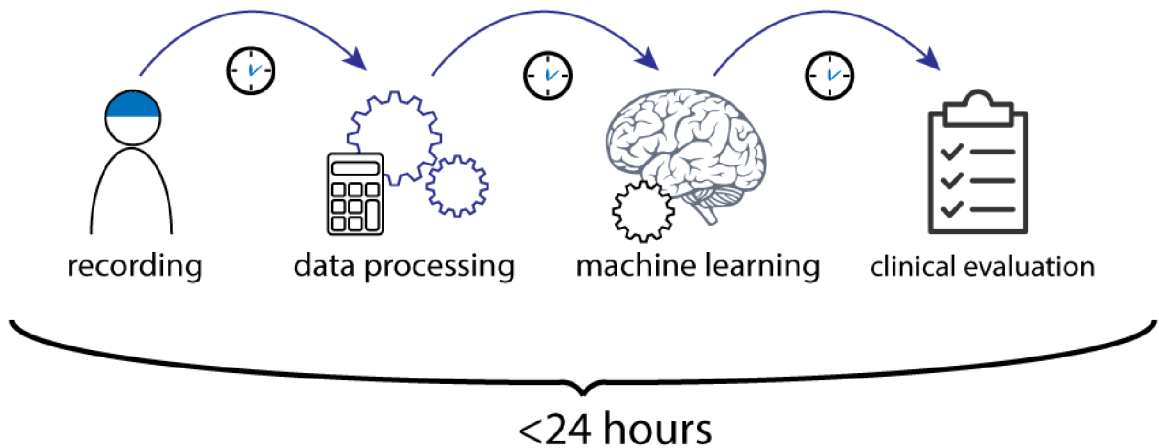 recording
data processing
machine learning
clinical evaluation
<24 hours